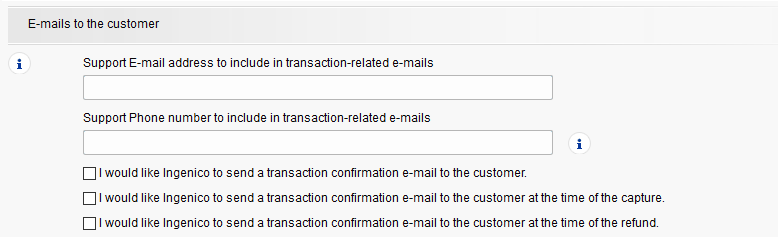 E-mails to the customer
Support E-mail address to include in transaction-related e-mails
Support Phone number to include in transaction-related e-mails
I would like Ingenico to send a transaction confirmation e-mail to the customer.
I would like Ingenico to send a transaction confirmation e-mail to the customer at the time of the capture.
I would like Ingenico to send a transaction confirmation e-mail to the customer at the time of the refund.